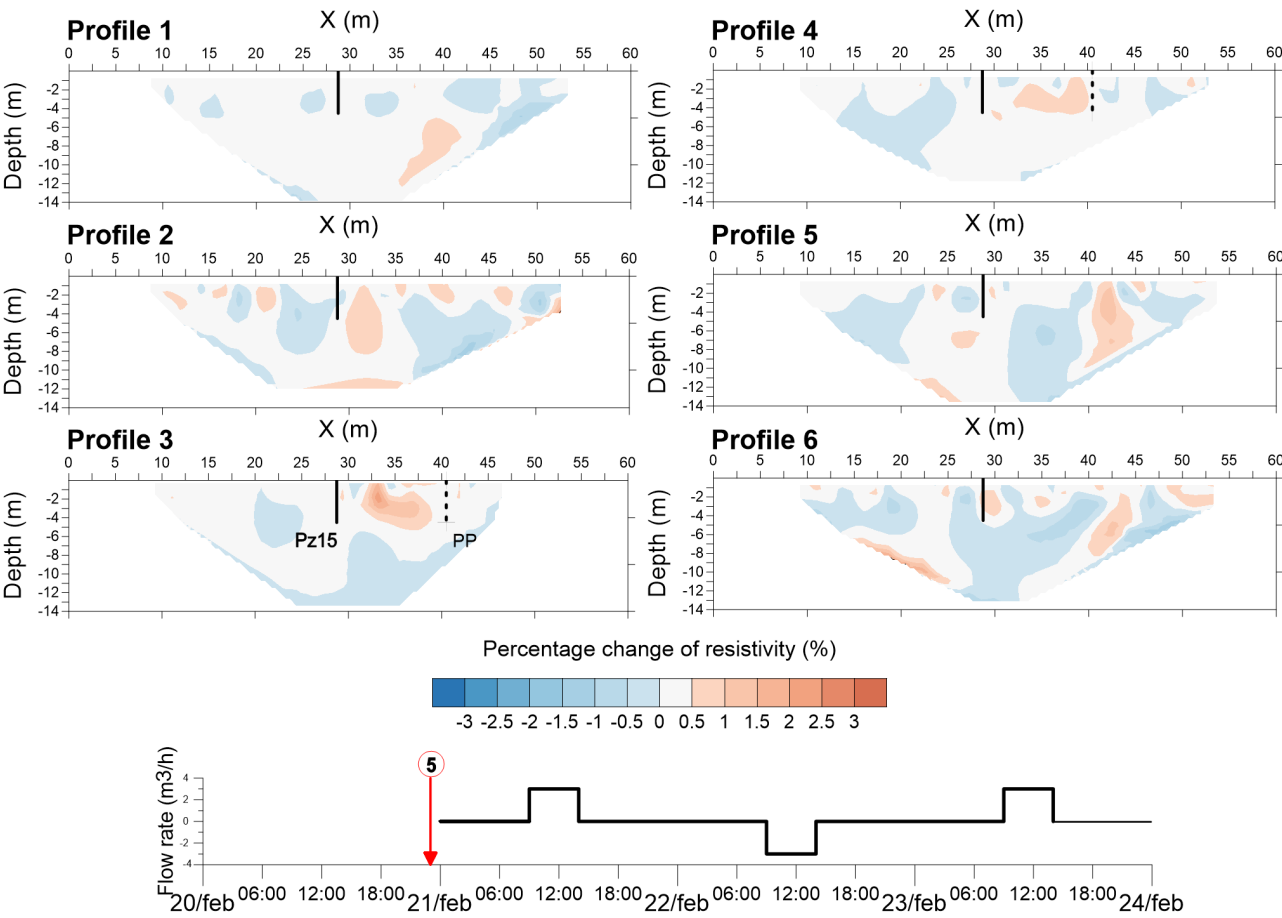 Profile 1
X (m)
0 5 10 15 20 25 30 35 40 45 50 55 60
Depth (m)
-2
-4
-6
-8
-10
-12
-14
Profile 4
X (m)
0 5 10 15 20 25 30 35 40 45 50 55 60
Depth (m)
-2
-4
-6
-8
-10
-12
-14
Profile 2
X (m)
0 5 10 15 20 25 30 35 40 45 50 55 60
Depth (m)
-2
-4
-6
-8
-10
-12
-14
Profile 5
X (m)
0 5 10 15 20 25 30 35 40 45 50 55 60
Depth (m)
-2
-4
-6
-8
-10
-12
-14
Profile 3
X (m)
0 5 10 15 20 25 30 35 40 45 50 55 60
Depth (m)
-2
-4
-6
-8
-10
-12
-14
Pz15
PP
Profile 6
X (m)
0 5 10 15 20 25 30 35 40 45 50 55 60
Depth (m)
-2
-4
-6
-8
-10
-12
-14
Percentage change of resistivity (%)
-3 -2.5 -2 -1.5 -1 -0.5 0 0.5 1 1.5 2 2.5 3
5
Flow rate (m3/h)
4
2
0
-2
-4
20/feb 06:00 12:00 18:00 21/feb 06:00 12:00 18:00 22/feb 06:00 12:00 18:00 23/feb 06:00 12:00 18:00 24/feb